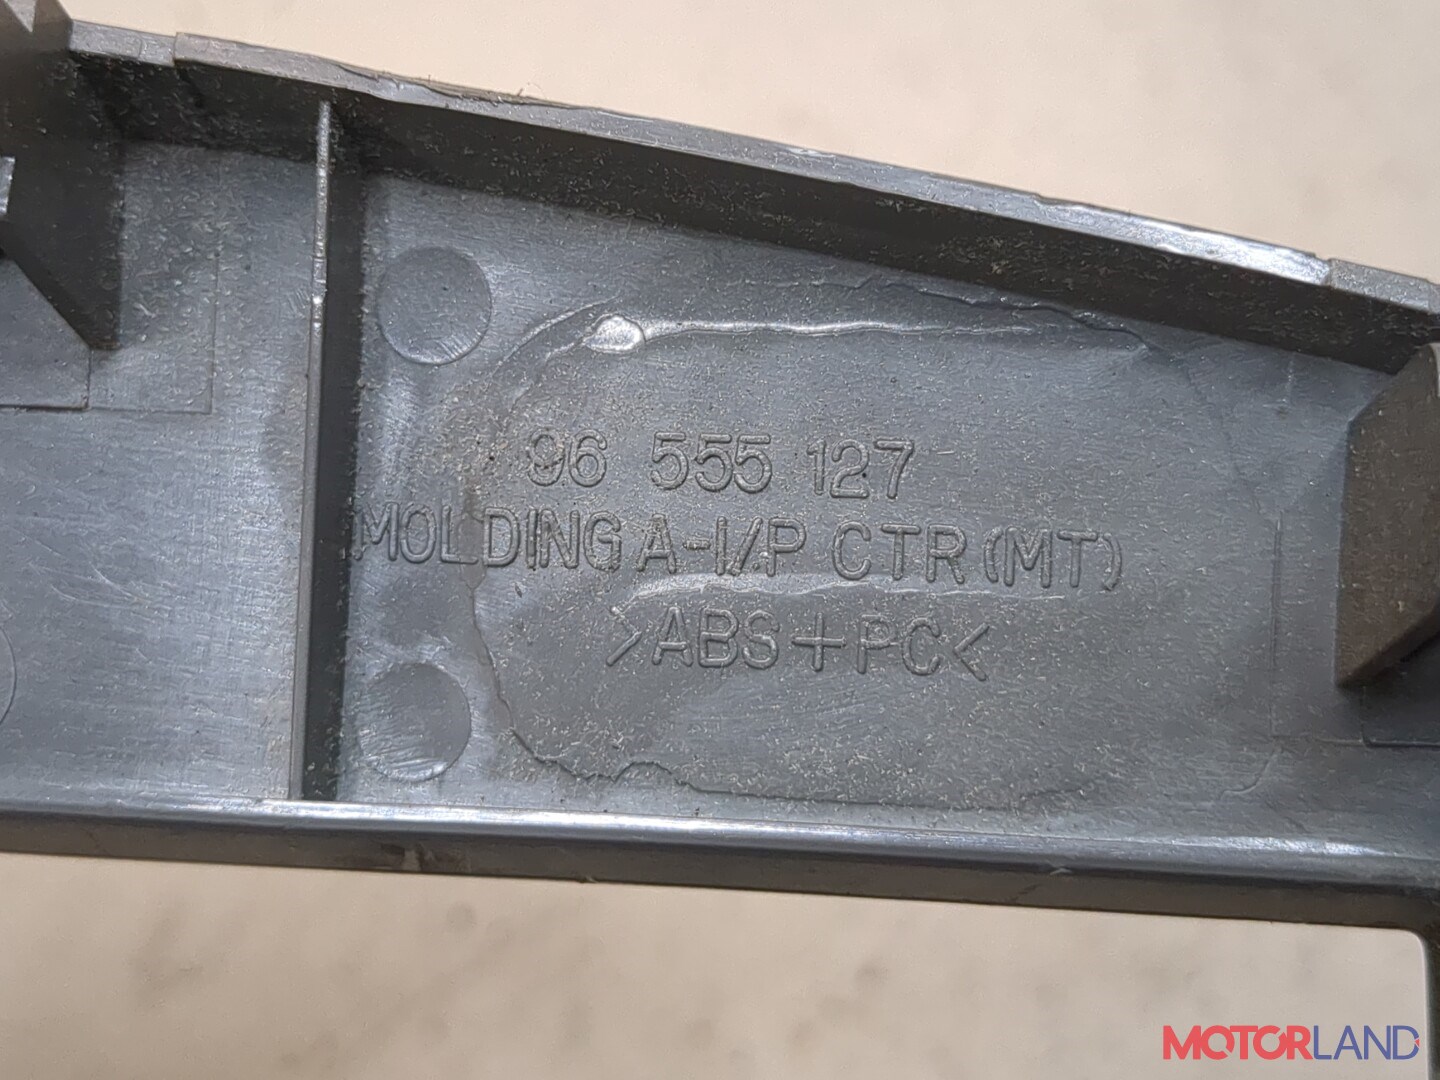 96 555 127
MOLDING A-I/P CTR(MT)
>ABS+PC<
MOTORLAND